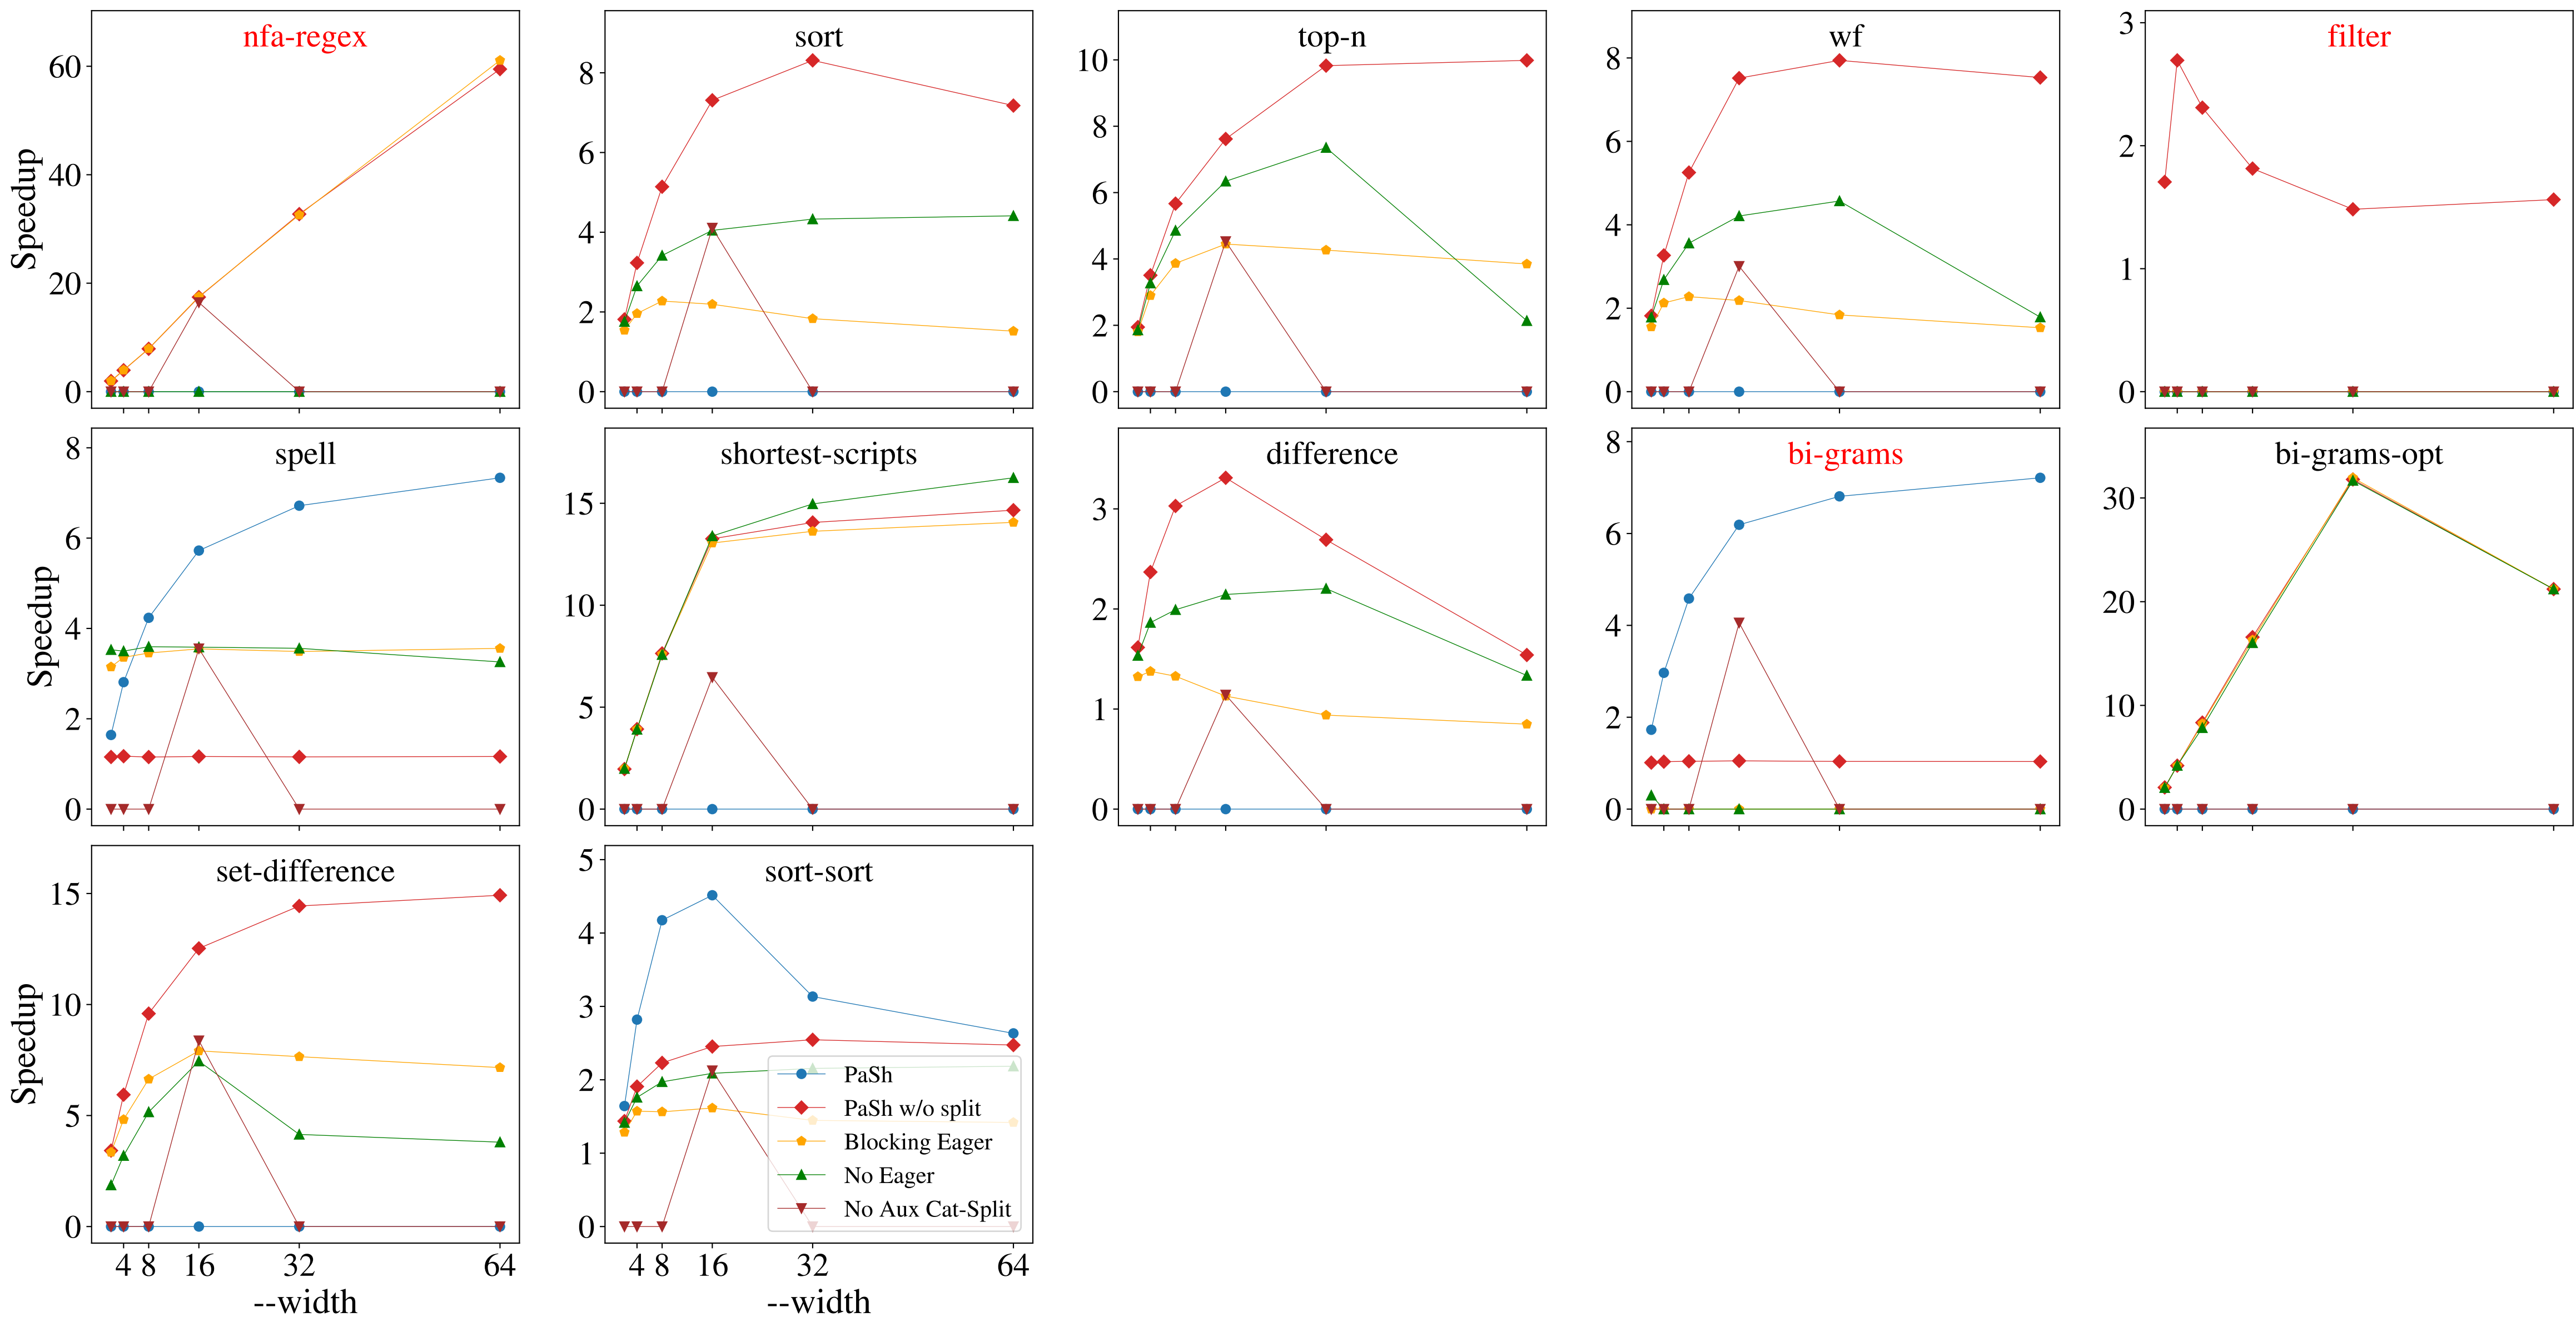 nfa-regex
Speedup
60
40
20
0
sort
8
6
4
2
0
top-n
10
8
6
4
2
0
wf
8
6
4
2
0
filter
3
2
1
0
spell
Speedup
8
6
4
2
0
shortest-scripts
15
10
5
0
difference
3
2
1
0
bi-grams
8
6
4
2
0
bi-grams-opt
30
20
10
0
set-difference
Speedup
15
10
5
0
4 8 16 32 64
--width
sort-sort
5
4
3
2
1
0
PaSh
PaSh w/o split
Blocking Eager
No Eager
No Aux Cat-Split
4 8 16 32 64
--width